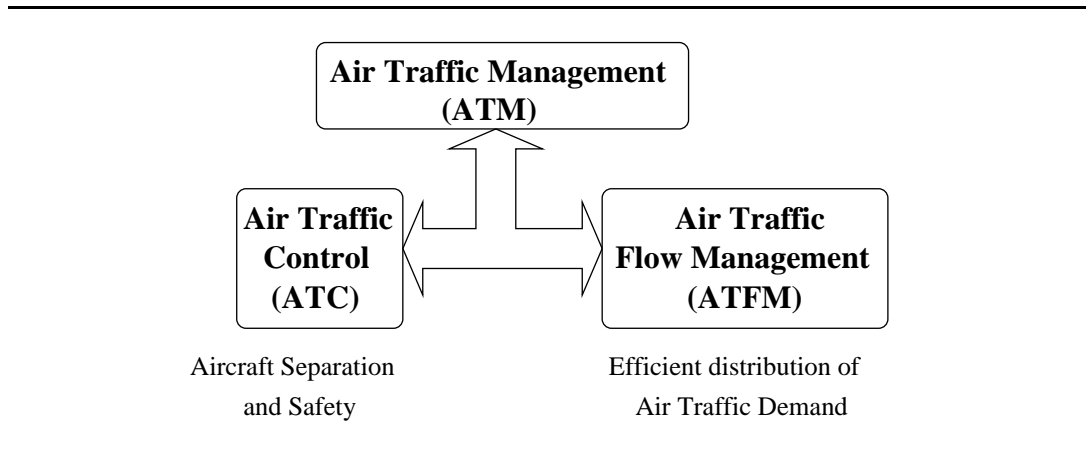 Air Traffic Management
(ATM)
Air Traffic
Control
(ATC)
Air Traffic
Flow Management
(ATFM)
Aircraft Separation
and Safety
Efficient distribution of
Air Traffic Demand